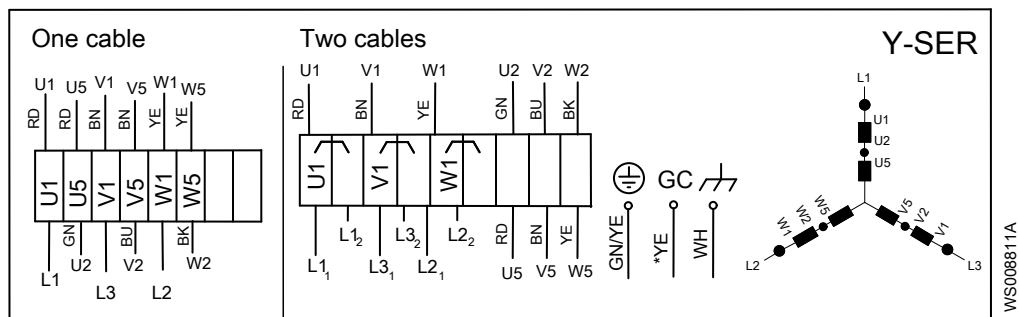 One cable
Two cables
Y-SER
U1 U5 V1 V5 W1 W5
RD RD BN BN YE YE
U1 U5 V1 V5 W1 W5
GN BU BK
L1 U2 L3 V2 L2 W2
U1 V1 W1 U2 V2 W2
RD BN YE GN BU BK
U1 V1 W1
L1₁ L1₂ L3₁ L3₂ L2₁ L2₂
RD BN YE
U5 V5 W5
GC
GN/YE *YE WH
L1
U1
U2
U5
W1 W2 W5
V5 V2 V1
L2 L3
WS008811A